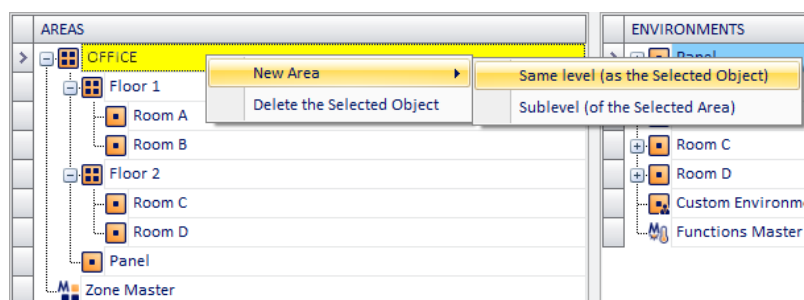 AREAS
OFFICE
Floor 1
Room A
Room B
Floor 2
Room C
Room D
Panel
Zone Master
New Area
Delete the Selected Object
Same level (as the Selected Object)
Sublevel (of the Selected Area)
ENVIRONMENTS
Panel
Room C
Room D
Custom Environm
Functions Master